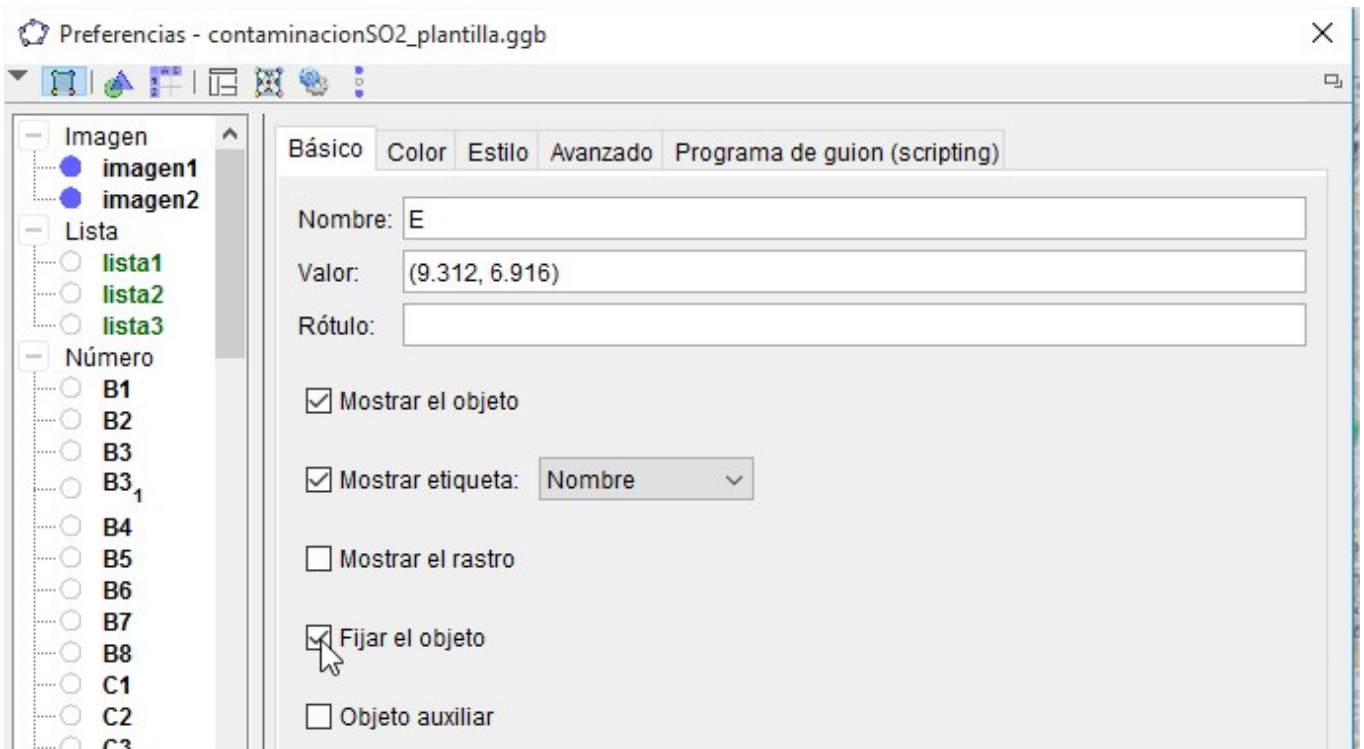 Preferencias - contaminacionSO2_plantilla.ggb
Imagen
imagen1
imagen2
Lista
lista1
lista2
lista3
Número
B1
B2
B3
B3₁
B4
B5
B6
B7
B8
C1
C2
C3
Básico Color Estilo Avanzado Programa de guion (scripting)
Nombre: E
Valor: (9.312, 6.916)
Rótulo:
Mostrar el objeto
Mostrar etiqueta: Nombre
Mostrar el rastro
Fijar el objeto
Objeto auxiliar